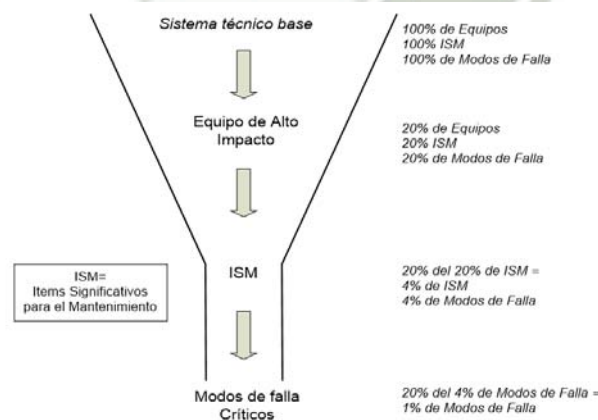 Sistema técnico base
100% de Equipos
100% ISM
100% de Modos de Falla
Equipo de Alto
Impacto
20% de Equipos
20% ISM
20% de Modos de Falla
ISM=
Items Significativos
para el Mantenimiento
ISM
20% del 20% de ISM =
4% de ISM
4% de Modos de Falla
Modos de falla
Críticos
20% del 4% de Modos de Falla =
1% de Modos de Falla